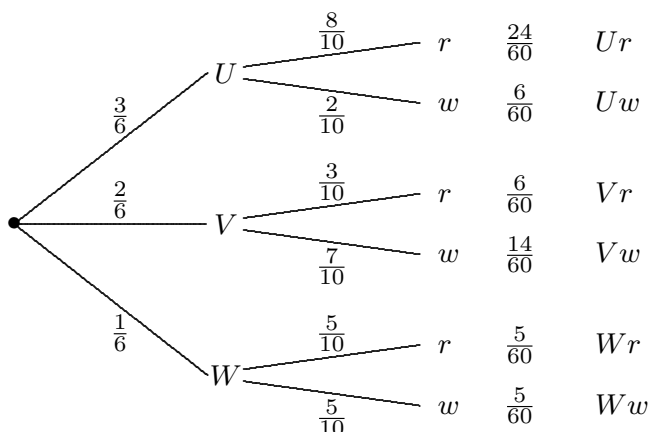 8/10 r 24/60 Ur
U
3/6 2/10 w 6/60 Uw
2/6 3/10 r 6/60 Vr
V
7/10 w 14/60 Vw
1/6 5/10 r 5/60 Wr
W
5/10 w 5/60 Ww